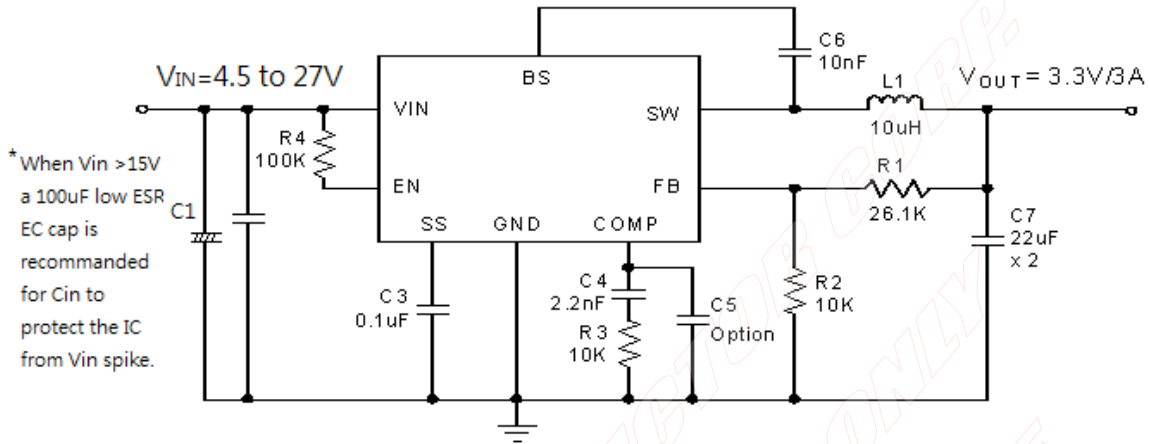 VIN=4.5 to 27V
* When Vin >15V
a 100uF low ESR
EC cap is
recommanded
for Cin to
protect the IC
from Vin spike.
C1
R4
100K
BS
VIN
SW
EN
FB
SS
GND
COMP
C6
10nF
L1
10uH
VOUT = 3.3V/3A
R1
26.1K
C7
22uF
x 2
R2
10K
C3
0.1uF
C4
2.2nF
R3
10K
C5
Option
CTOR CORP.
ONLY